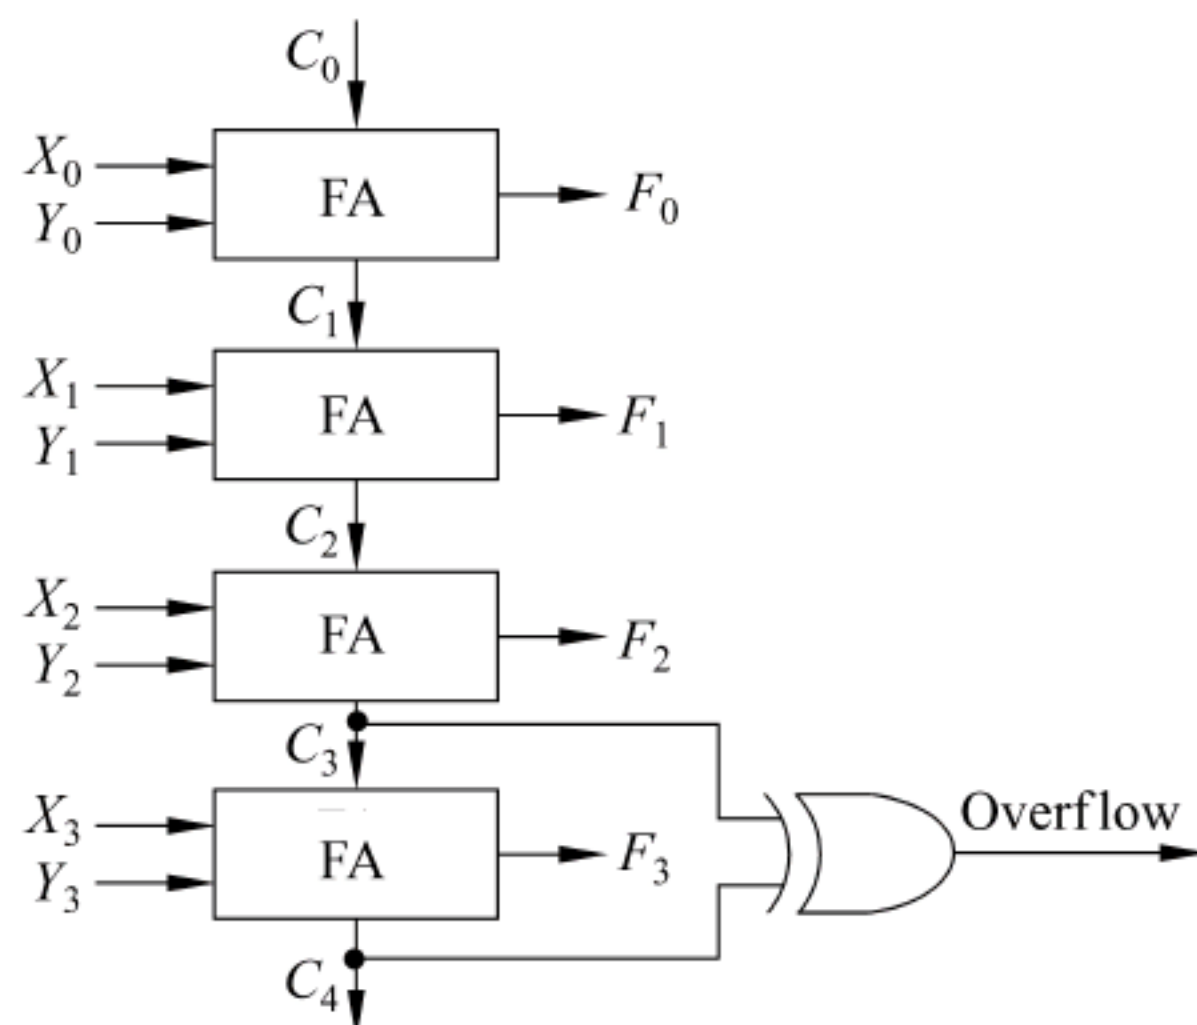 C₀
X₀
FA
F₀
Y₀
C₁
X₁
FA
F₁
Y₁
C₂
X₂
FA
F₂
Y₂
C₃
X₃
FA
F₃
Y₃
Overflow
C₄